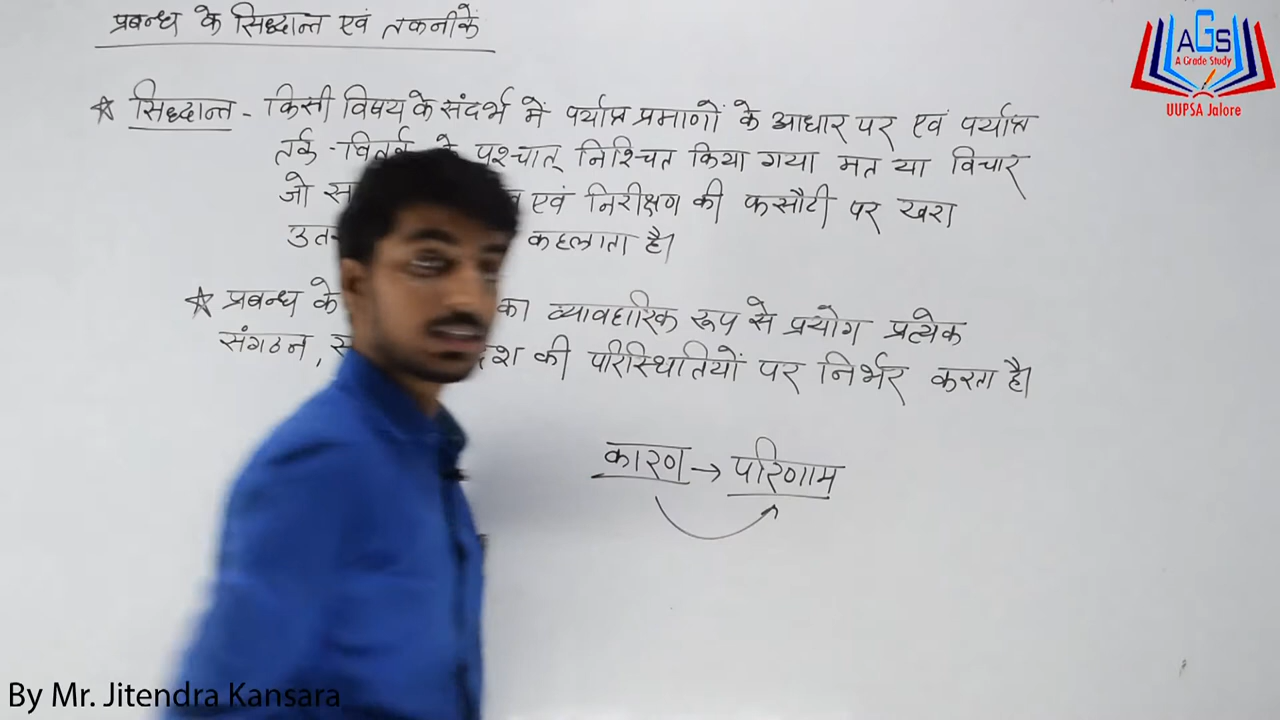 प्रबन्ध के सिद्धान्त एवं तकनीकें
AGS
A Grade Study
UUPSA Jalore
☆ सिद्धान्त - किसी विषय के संदर्भ में पर्याप्त प्रमाणों के आधार पर एवं पर्याप्त
तर्क - वितर्क के पश्चात् निश्चित किया गया मत या विचार
जो एवं निरीक्षण की कसौटी पर खरा
कहलाता है।
☆ प्रबन्ध के का व्यावहारिक रूप से प्रयोग प्रत्येक
संगठन, की परिस्थितियों पर निर्भर करता है।
कारण → परिणाम
By Mr. Jitendra Kansara